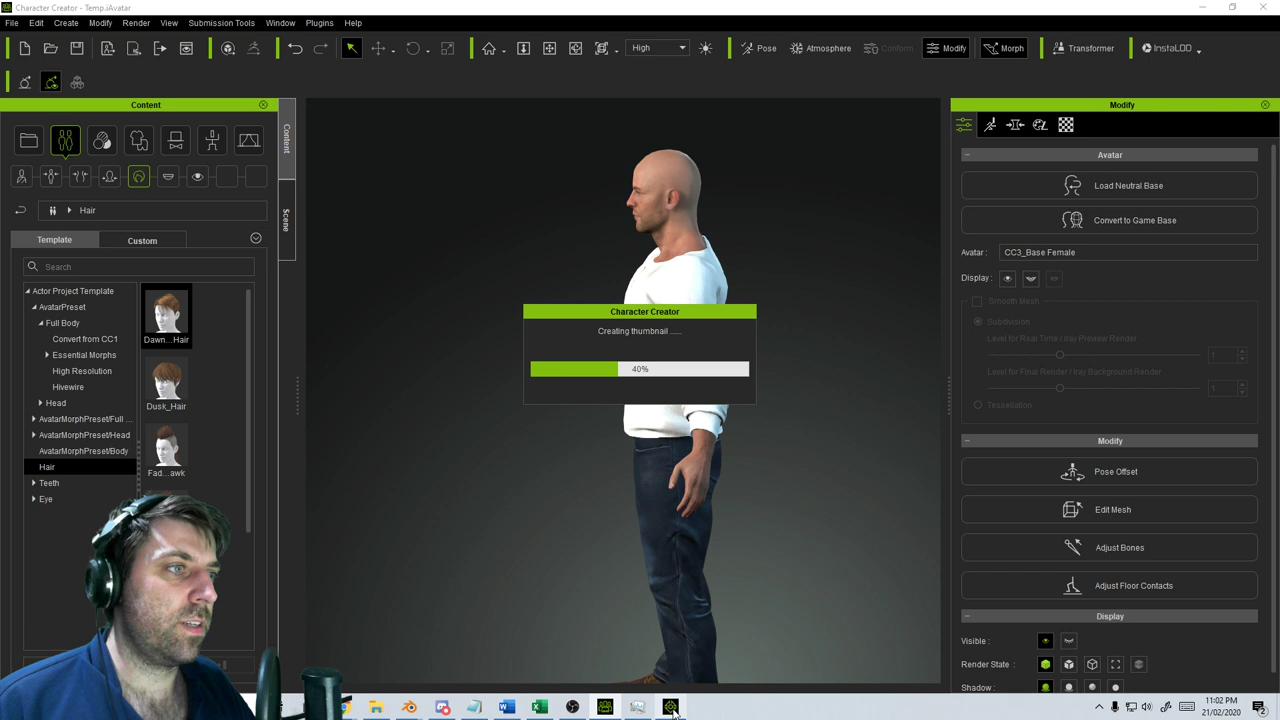 Character Creator - Temp.iAvatar
File Edit Create Modify Render View Submission Tools Window Plugins Help
High Pose Atmosphere Conform Modify Morph Transformer InstaLOD
Content
Content
Scene
Hair
Template Custom
Search
Actor Project Template
AvatarPreset
Full Body
Convert from CC1
Essential Morphs
High Resolution
Hivewire
Head
AvatarMorphPreset/Full ...
AvatarMorphPreset/Head
AvatarMorphPreset/Body
Hair
Teeth
Eye
Dawn...Hair
Dusk_Hair
Fad...awk
Character Creator
Creating thumbnail ......
40%
Modify
Avatar
Load Neutral Base
Convert to Game Base
Avatar : CC3_Base Female
Display :
Smooth Mesh
Subdivision
Level for Real Time / Iray Preview Render
1
Level for Final Render / Iray Background Render
1
Tessellation
Modify
Pose Offset
Edit Mesh
Adjust Bones
Adjust Floor Contacts
Display
Visible :
Render State :
Shadow :
11:02 PM
21/02/2020
2